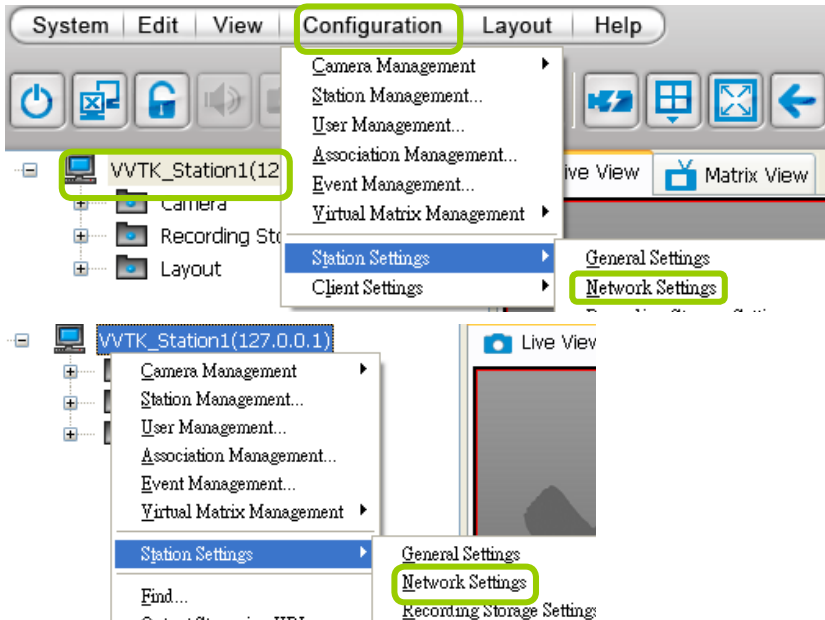 System Edit View Configuration Layout Help
Camera Management
Station Management...
User Management...
Association Management...
Event Management...
Virtual Matrix Management
Station Settings
Client Settings
General Settings
Network Settings
VVTK_Station1(12
Camera
Recording Sto
Layout
ive View
Matrix View
VVTK_Station1(127.0.0.1)
Live View
Camera Management
Station Management...
User Management...
Association Management...
Event Management...
Virtual Matrix Management
Station Settings
Find...
General Settings
Network Settings
Recording Storage Settings